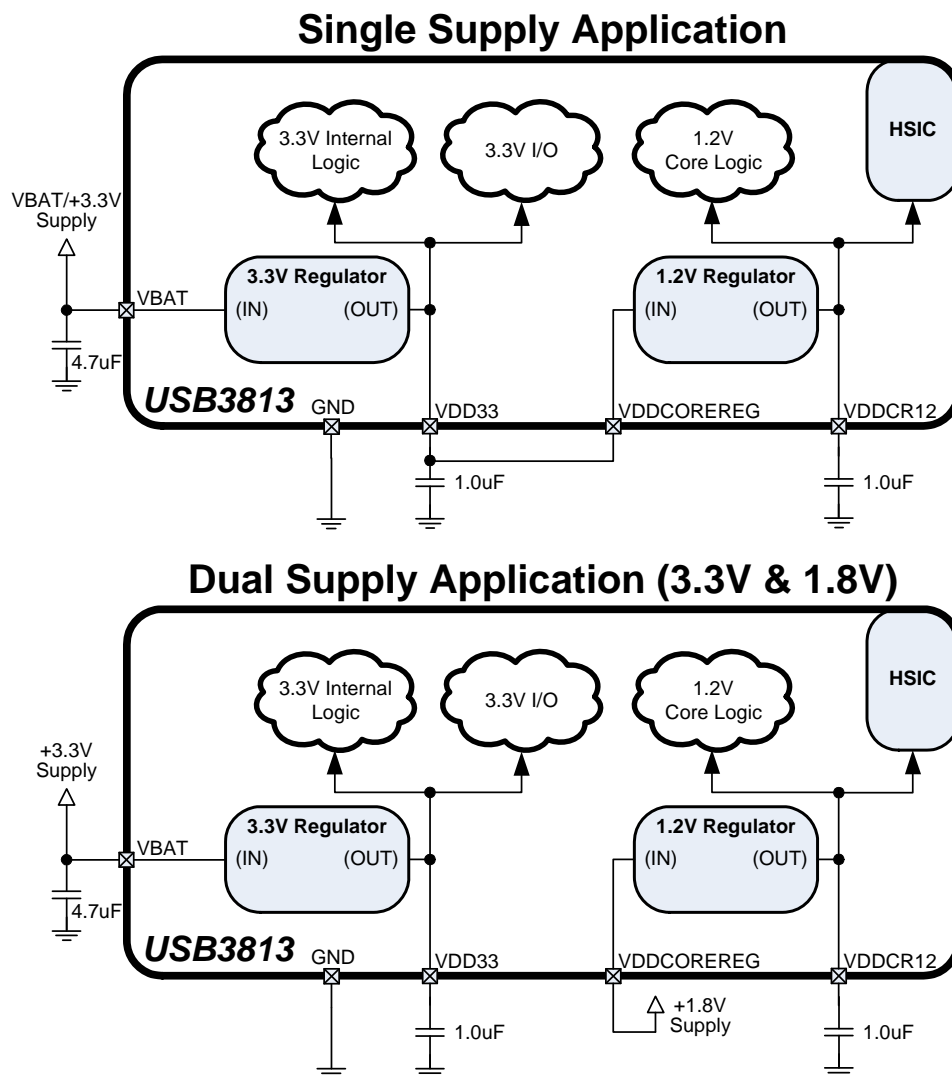 Single Supply Application
3.3V Internal
Logic
3.3V I/O
1.2V
Core Logic
HSIC
VBAT/+3.3V
Supply
3.3V Regulator
(IN) (OUT)
1.2V Regulator
(IN) (OUT)
VBAT
4.7uF
USB3813
GND
VDD33
VDDCOREREG
VDDCR12
1.0uF
1.0uF
Dual Supply Application (3.3V & 1.8V)
3.3V Internal
Logic
3.3V I/O
1.2V
Core Logic
HSIC
+3.3V
Supply
3.3V Regulator
(IN) (OUT)
1.2V Regulator
(IN) (OUT)
VBAT
4.7uF
USB3813
GND
VDD33
VDDCOREREG
VDDCR12
1.0uF
+1.8V
Supply
1.0uF